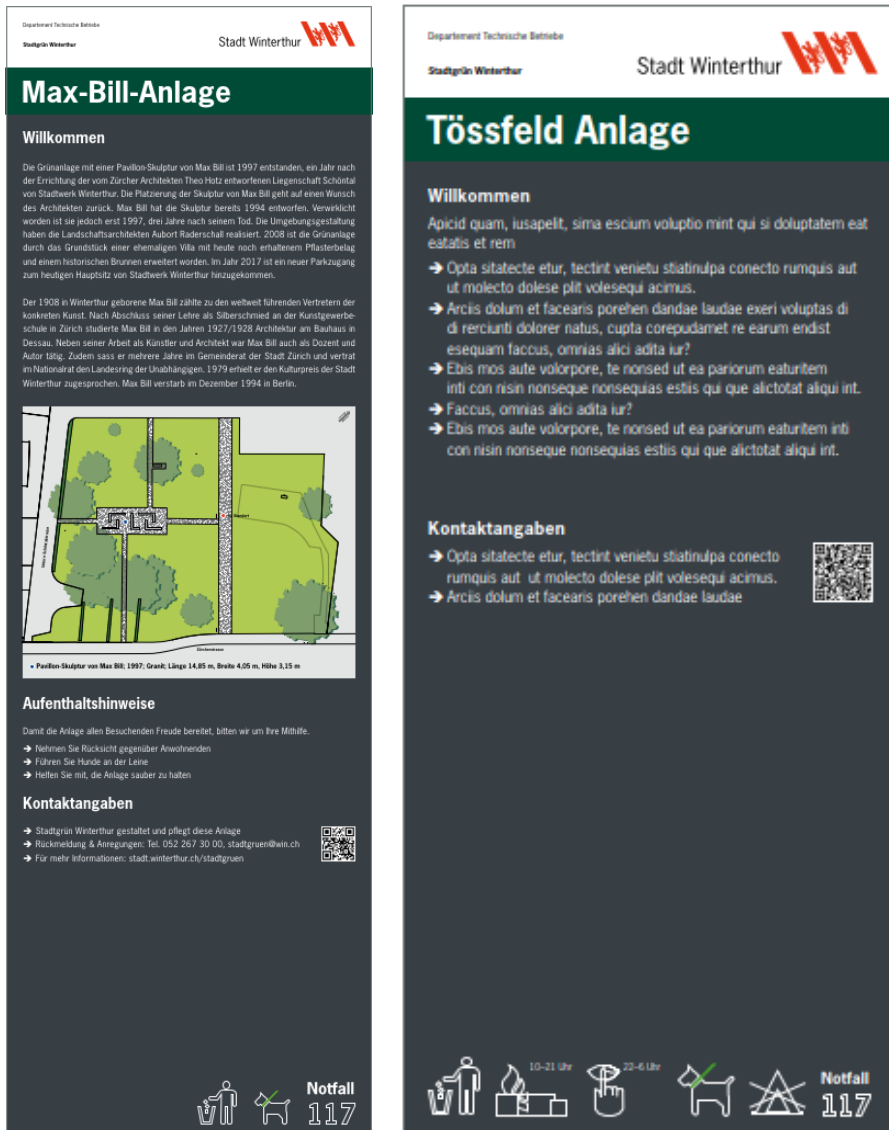 Departement Technische Betriebe
Stadtgrün Winterthur
Stadt Winterthur
Max-Bill-Anlage
Willkommen
Die Grünanlage mit einer Pavillon-Skulptur von Max Bill ist 1997 entstanden, ein Jahr nach
der Errichtung der vom Zürcher Architekten Theo Hotz entworfenen Liegenschaft Schöntal
von Stadtwerk Winterthur. Die Platzierung der Skulptur von Max Bill geht auf einen Wunsch
des Architekten zurück. Max Bill hat die Skulptur bereits 1994 entworfen. Verwirklicht
worden ist sie jedoch erst 1997, drei Jahre nach seinem Tod. Die Umgebungsgestaltung
haben die Landschaftsarchitekten Aubort Raderschall realisiert. 2008 ist die Grünanlage
durch das Grundstück einer ehemaligen Villa mit heute noch erhaltenem Pflasterbelag
und einem historischen Brunnen erweitert worden. Im Jahr 2017 ist ein neuer Parkzugang
zum heutigen Hauptsitz von Stadtwerk Winterthur hinzugekommen.
Der 1908 in Winterthur geborene Max Bill zählte zu den weltweit führenden Vertretern der
konkreten Kunst. Nach Abschluss seiner Lehre als Silberschmied an der Kunstgewerbe-
schule in Zürich studierte Max Bill in den Jahren 1927/1928 Architektur am Bauhaus in
Dessau. Neben seiner Arbeit als Künstler und Architekt war Max Bill auch als Dozent und
Autor tätig. Zudem sass er mehrere Jahre im Gemeinderat der Stadt Zürich und vertrat
im Nationalrat den Landesring der Unabhängigen. 1979 erhielt er den Kulturpreis der Stadt
Winterthur zugesprochen. Max Bill verstarb im Dezember 1994 in Berlin.
Zürcherstrasse
Pavillon-Skulptur von Max Bill; 1997; Granit; Länge 14,85 m, Breite 4,05 m, Höhe 3,15 m
Aufenthaltshinweise
Damit die Anlage allen Besuchenden Freude bereitet, bitten wir um Ihre Mithilfe.
→ Nehmen Sie Rücksicht gegenüber Anwohnenden
→ Führen Sie Hunde an der Leine
→ Helfen Sie mit, die Anlage sauber zu halten
Kontaktangaben
→ Stadtgrün Winterthur gestaltet und pflegt diese Anlage
→ Rückmeldung & Anregungen: Tel. 052 267 30 00, stadtgruen@win.ch
→ Für mehr Informationen: stadt.winterthur.ch/stadtgruen
Notfall
117
Departement Technische Betriebe
Stadtgrün Winterthur
Stadt Winterthur
Tössfeld Anlage
Willkommen
Apicid quam, iusapelit, sima escium voluptio mint qui si doluptatem eat
eatatis et rem
→ Opta sitatecte etur, tectint venietu stiatinulpa conecto rumquis aut
ut molecto dolese plit volesequi acimus.
→ Arciis dolum et facearis porehen dandae laudae exeri voluptas di
di rerciunti dolorer natus, cupta corepudamet re earum endist
esequam faccus, omnias alici adita iur?
→ Ebis mos aute volorpore, te nonsed ut ea pariorum eaturitem
inti con nisin nonseque nonsequias estiis qui que alictotat aliqui int.
→ Faccus, omnias alici adita iur?
→ Ebis mos aute volorpore, te nonsed ut ea pariorum eaturitem inti
con nisin nonseque nonsequias estiis qui que alictotat aliqui int.
Kontaktangaben
→ Opta sitatecte etur, tectint venietu stiatinulpa conecto
rumquis aut ut molecto dolese plit volesequi acimus.
→ Arciis dolum et facearis porehen dandae laudae
10–21 Uhr
22–6 Uhr
Notfall
117